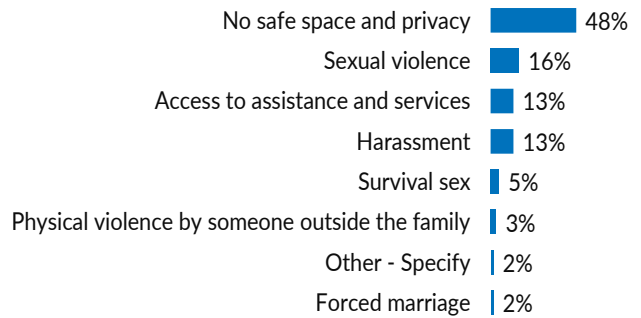 No safe space and privacy 48%
Sexual violence 16%
Access to assistance and services 13%
Harassment 13%
Survival sex 5%
Physical violence by someone outside the family 3%
Other - Specify 2%
Forced marriage 2%